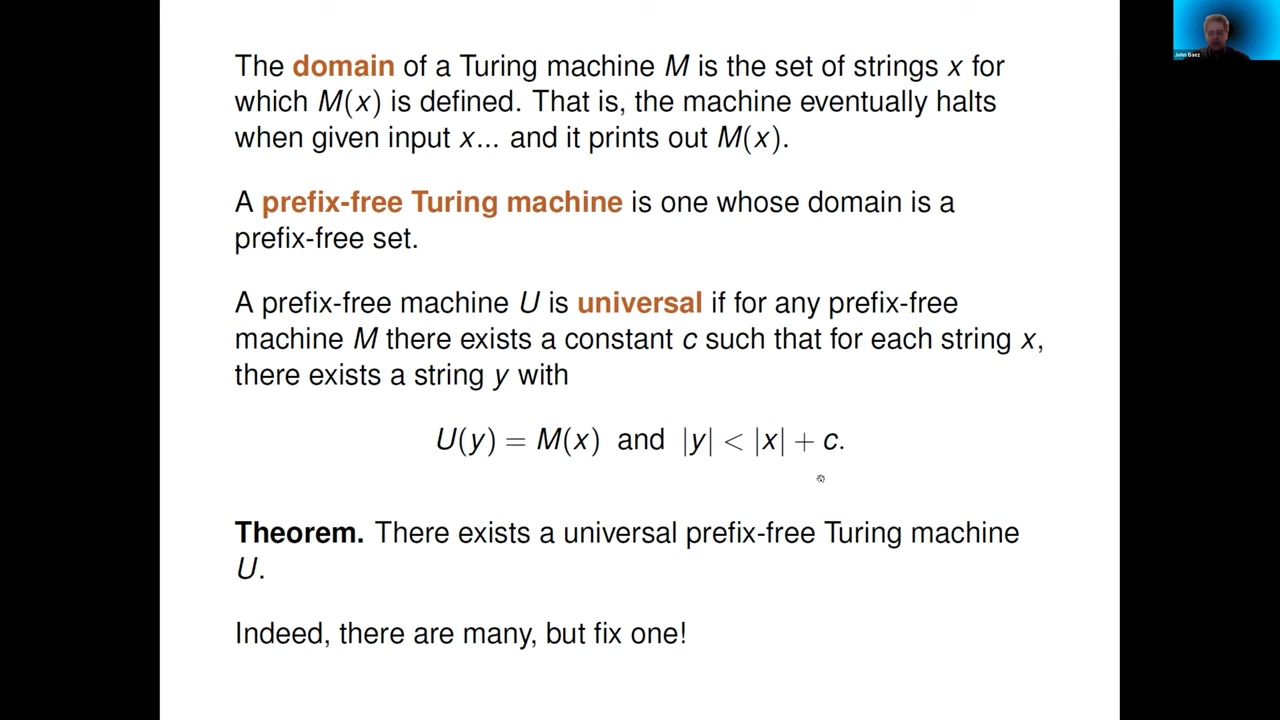 The domain of a Turing machine M is the set of strings x for
which M(x) is defined. That is, the machine eventually halts
when given input x... and it prints out M(x).
A prefix-free Turing machine is one whose domain is a
prefix-free set.
A prefix-free machine U is universal if for any prefix-free
machine M there exists a constant c such that for each string x,
there exists a string y with
U(y) = M(x) and |y| < |x| + c.
Theorem. There exists a universal prefix-free Turing machine
U.
Indeed, there are many, but fix one!
John Baez